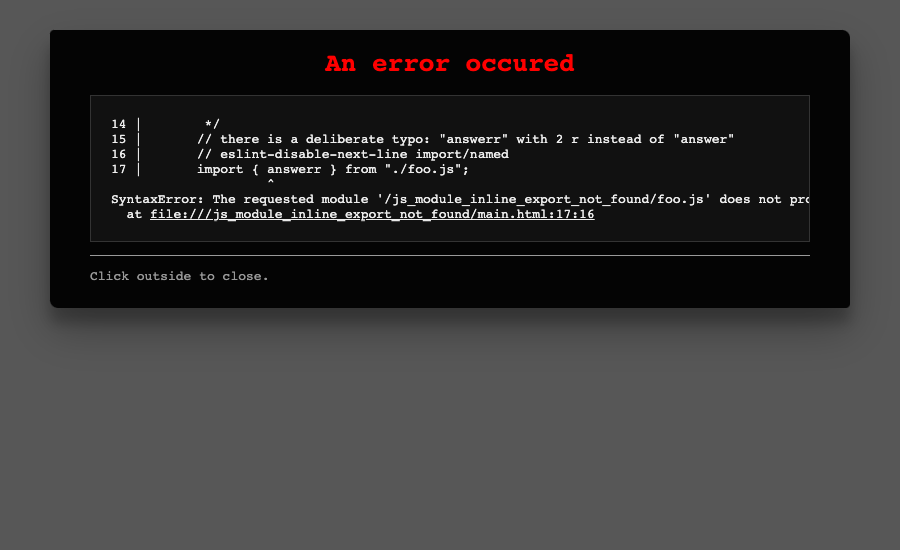 An error occured
14 |        */
15 |       // there is a deliberate typo: "answerr" with 2 r instead of "answer"
16 |       // eslint-disable-next-line import/named
17 |       import { answerr } from "./foo.js";
                    ^
SyntaxError: The requested module '/js_module_inline_export_not_found/foo.js' does not
  at file:///js_module_inline_export_not_found/main.html:17:16
Click outside to close.